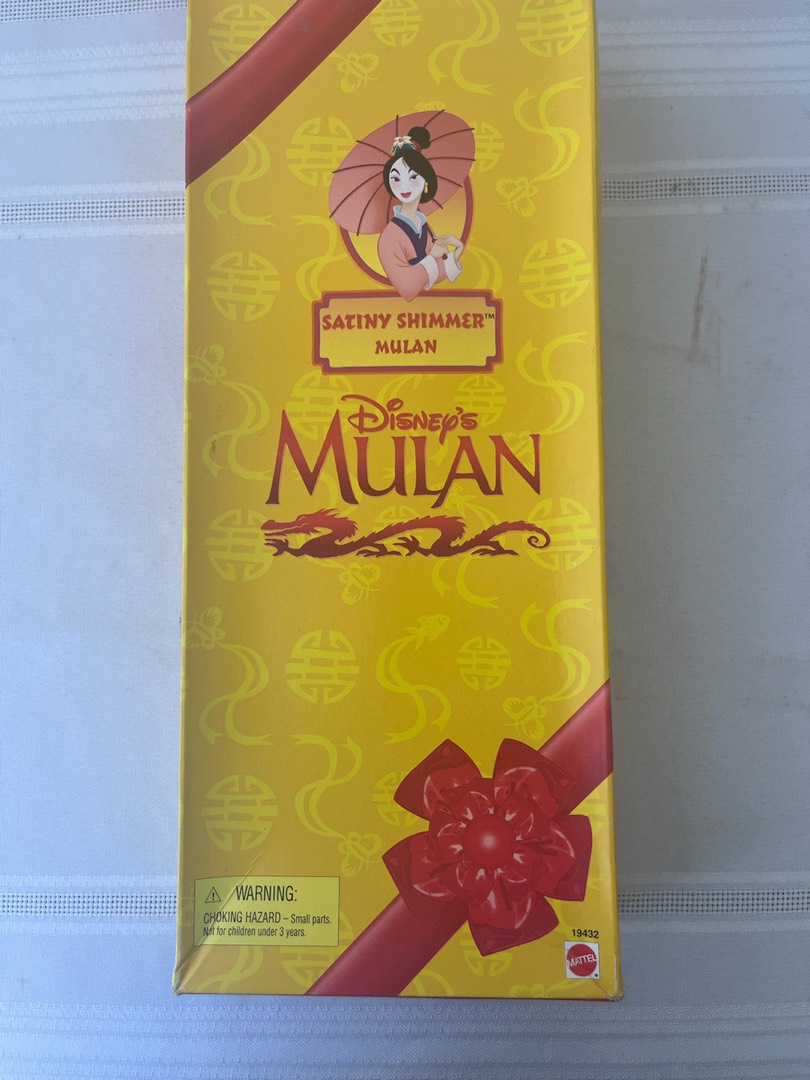 SATINY SHIMMER™
MULAN
DISNEY'S
MULAN
⚠ WARNING:
CHOKING HAZARD – Small parts.
Not for children under 3 years.
19432
MATTEL